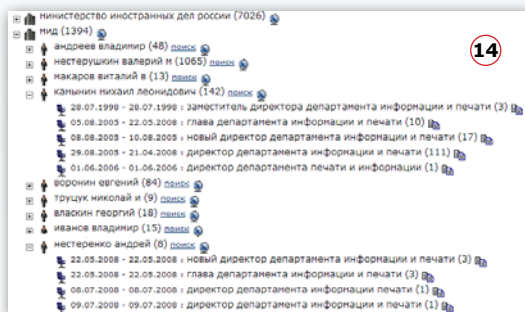 министерство иностранных дел россии (7026)
мид (1394)
14
андреев владимир (48) поиск
нестерушкин валерий м (1065) поиск
макаров виталий в (13) поиск
камынин михаил леонидович (142) поиск
28.07.1998 - 28.07.1998 : заместитель директора департамента информации и печати (3)
05.08.2005 - 22.05.2008 : глава департамента информации и печати (10)
08.08.2005 - 10.08.2005 : новый директор департамента информации и печати (17)
29.08.2005 - 21.04.2008 : директор департамента информации и печати (111)
01.06.2006 - 01.06.2006 : директор департамента печати и информации (1)
воронин евгений (84) поиск
труцук николай и (9) поиск
власкин георгий (18) поиск
иванов владимир (15) поиск
нестеренко андрей (8) поиск
22.05.2008 - 22.05.2008 : новый директор департамента информации и печати (3)
22.05.2008 - 22.05.2008 : глава департамента информации и печати (3)
08.07.2008 - 08.07.2008 : директор департамента информации печати (1)
09.07.2008 - 09.07.2008 : директор департамента информации и печати (1)